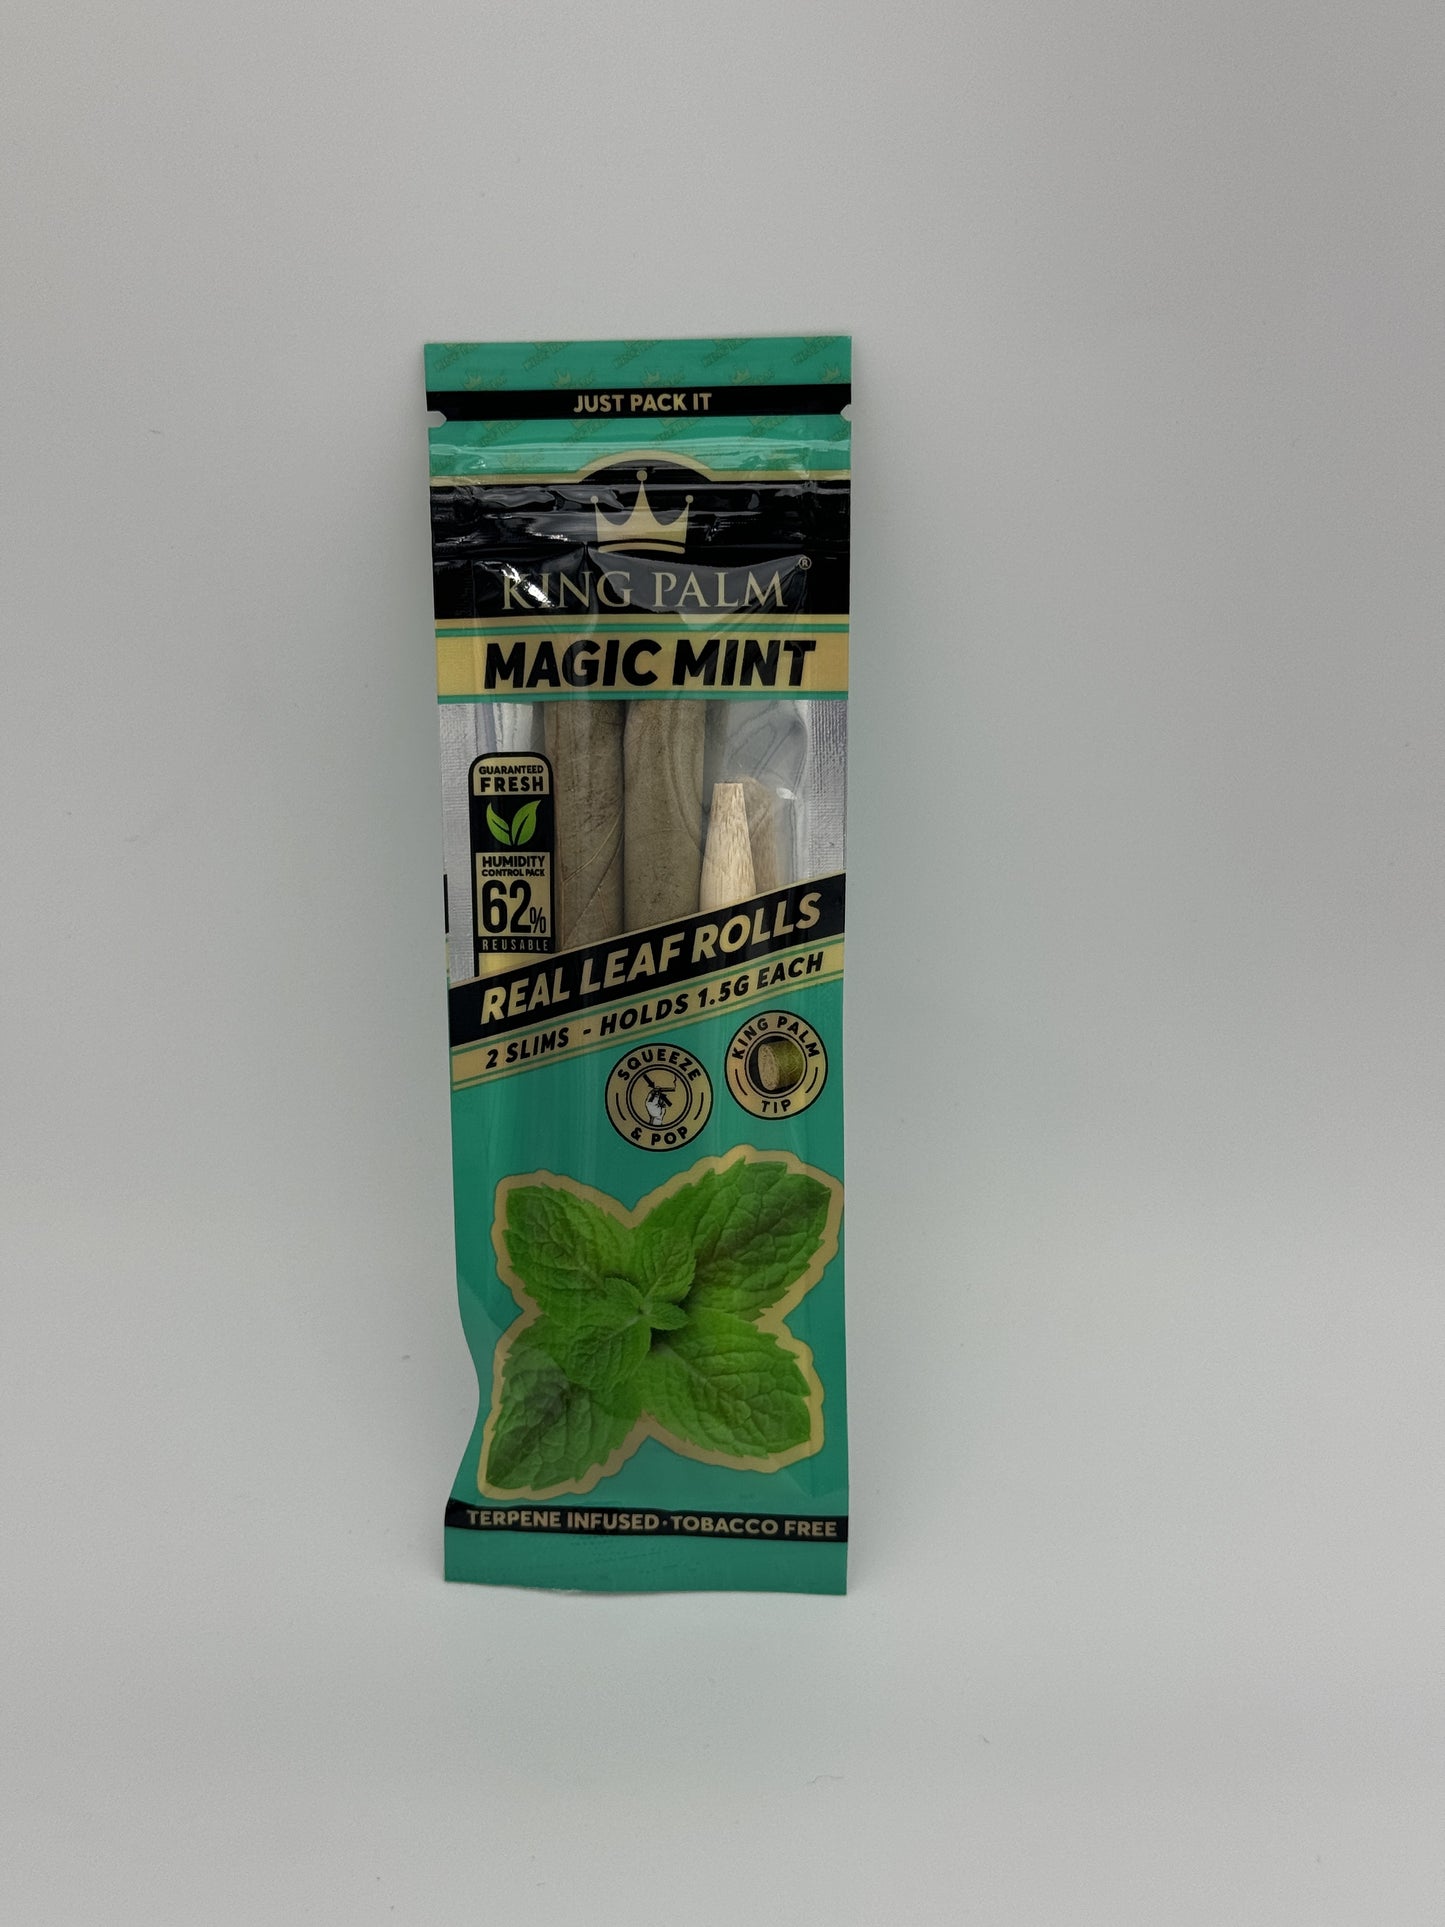 JUST PACK IT
KING PALM®
MAGIC MINT
GUARANTEED
FRESH
HUMIDITY
CONTROL PACK
62%
REUSABLE
REAL LEAF ROLLS
2 SLIMS - HOLDS 1.5G EACH
SQUEEZE
& POP
KING PALM
TIP
TERPENE INFUSED · TOBACCO FREE